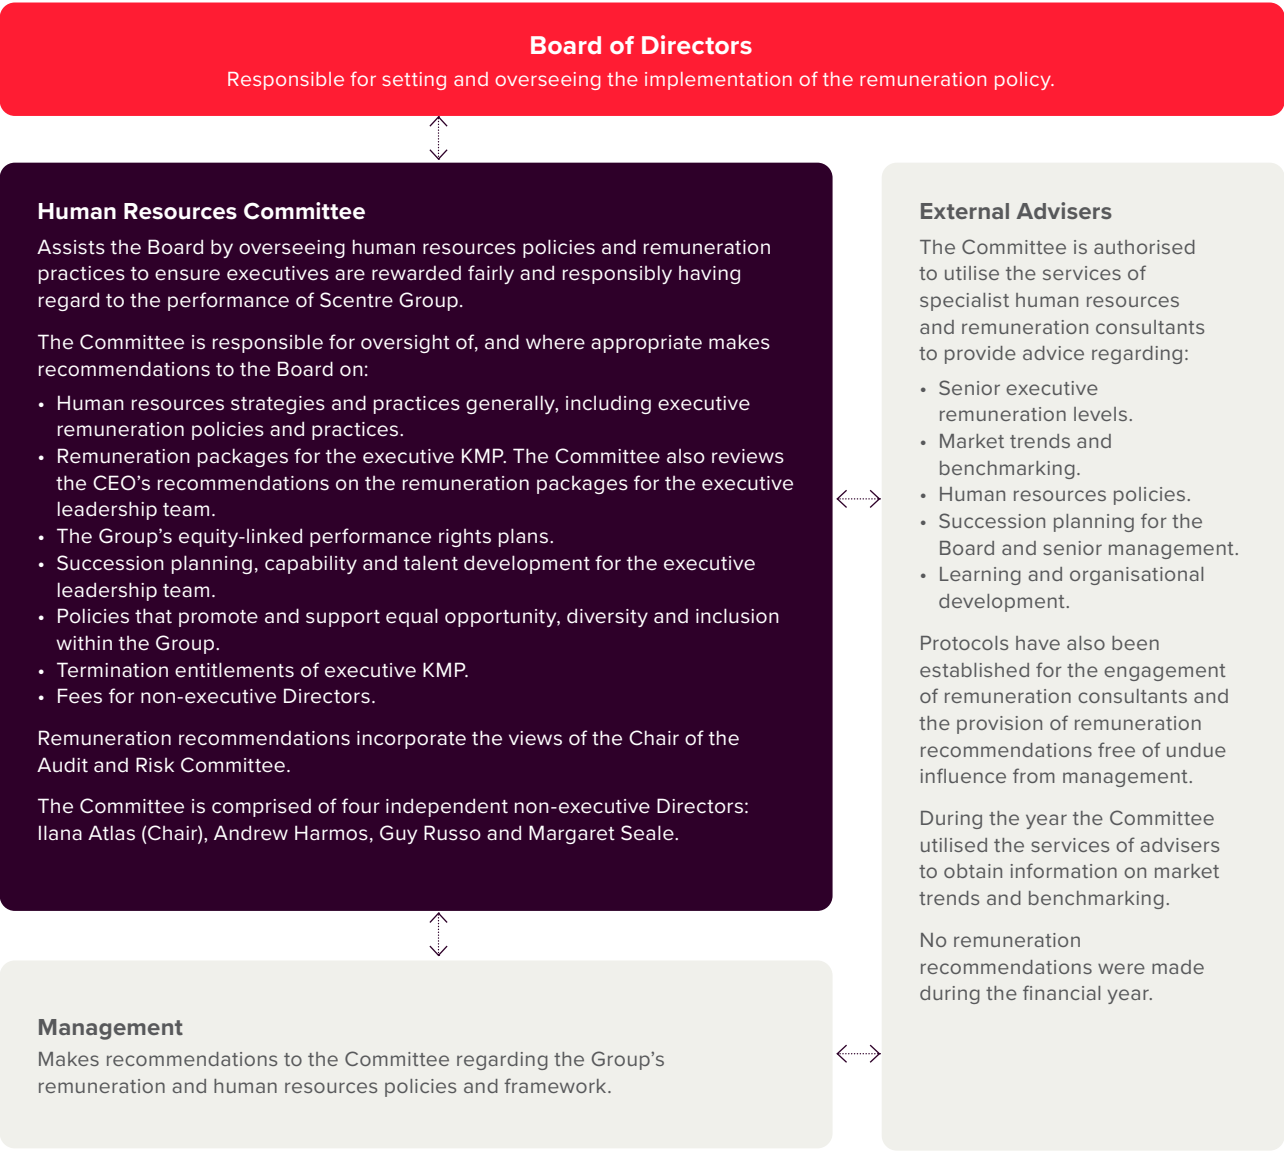 Board of Directors
Responsible for setting and overseeing the implementation of the remuneration policy.
Human Resources Committee
Assists the Board by overseeing human resources policies and remuneration
practices to ensure executives are rewarded fairly and responsibly having
regard to the performance of Scentre Group.
The Committee is responsible for oversight of, and where appropriate makes
recommendations to the Board on:
• Human resources strategies and practices generally, including executive
remuneration policies and practices.
• Remuneration packages for the executive KMP. The Committee also reviews
the CEO’s recommendations on the remuneration packages for the executive
leadership team.
• The Group’s equity-linked performance rights plans.
• Succession planning, capability and talent development for the executive
leadership team.
• Policies that promote and support equal opportunity, diversity and inclusion
within the Group.
• Termination entitlements of executive KMP.
• Fees for non-executive Directors.
Remuneration recommendations incorporate the views of the Chair of the
Audit and Risk Committee.
The Committee is comprised of four independent non-executive Directors:
Ilana Atlas (Chair), Andrew Harmos, Guy Russo and Margaret Seale.
External Advisers
The Committee is authorised
to utilise the services of
specialist human resources
and remuneration consultants
to provide advice regarding:
• Senior executive
remuneration levels.
• Market trends and
benchmarking.
• Human resources policies.
• Succession planning for the
Board and senior management.
• Learning and organisational
development.
Protocols have also been
established for the engagement
of remuneration consultants and
the provision of remuneration
recommendations free of undue
influence from management.
During the year the Committee
utilised the services of advisers
to obtain information on market
trends and benchmarking.
No remuneration
recommendations were made
during the financial year.
Management
Makes recommendations to the Committee regarding the Group’s
remuneration and human resources policies and framework.